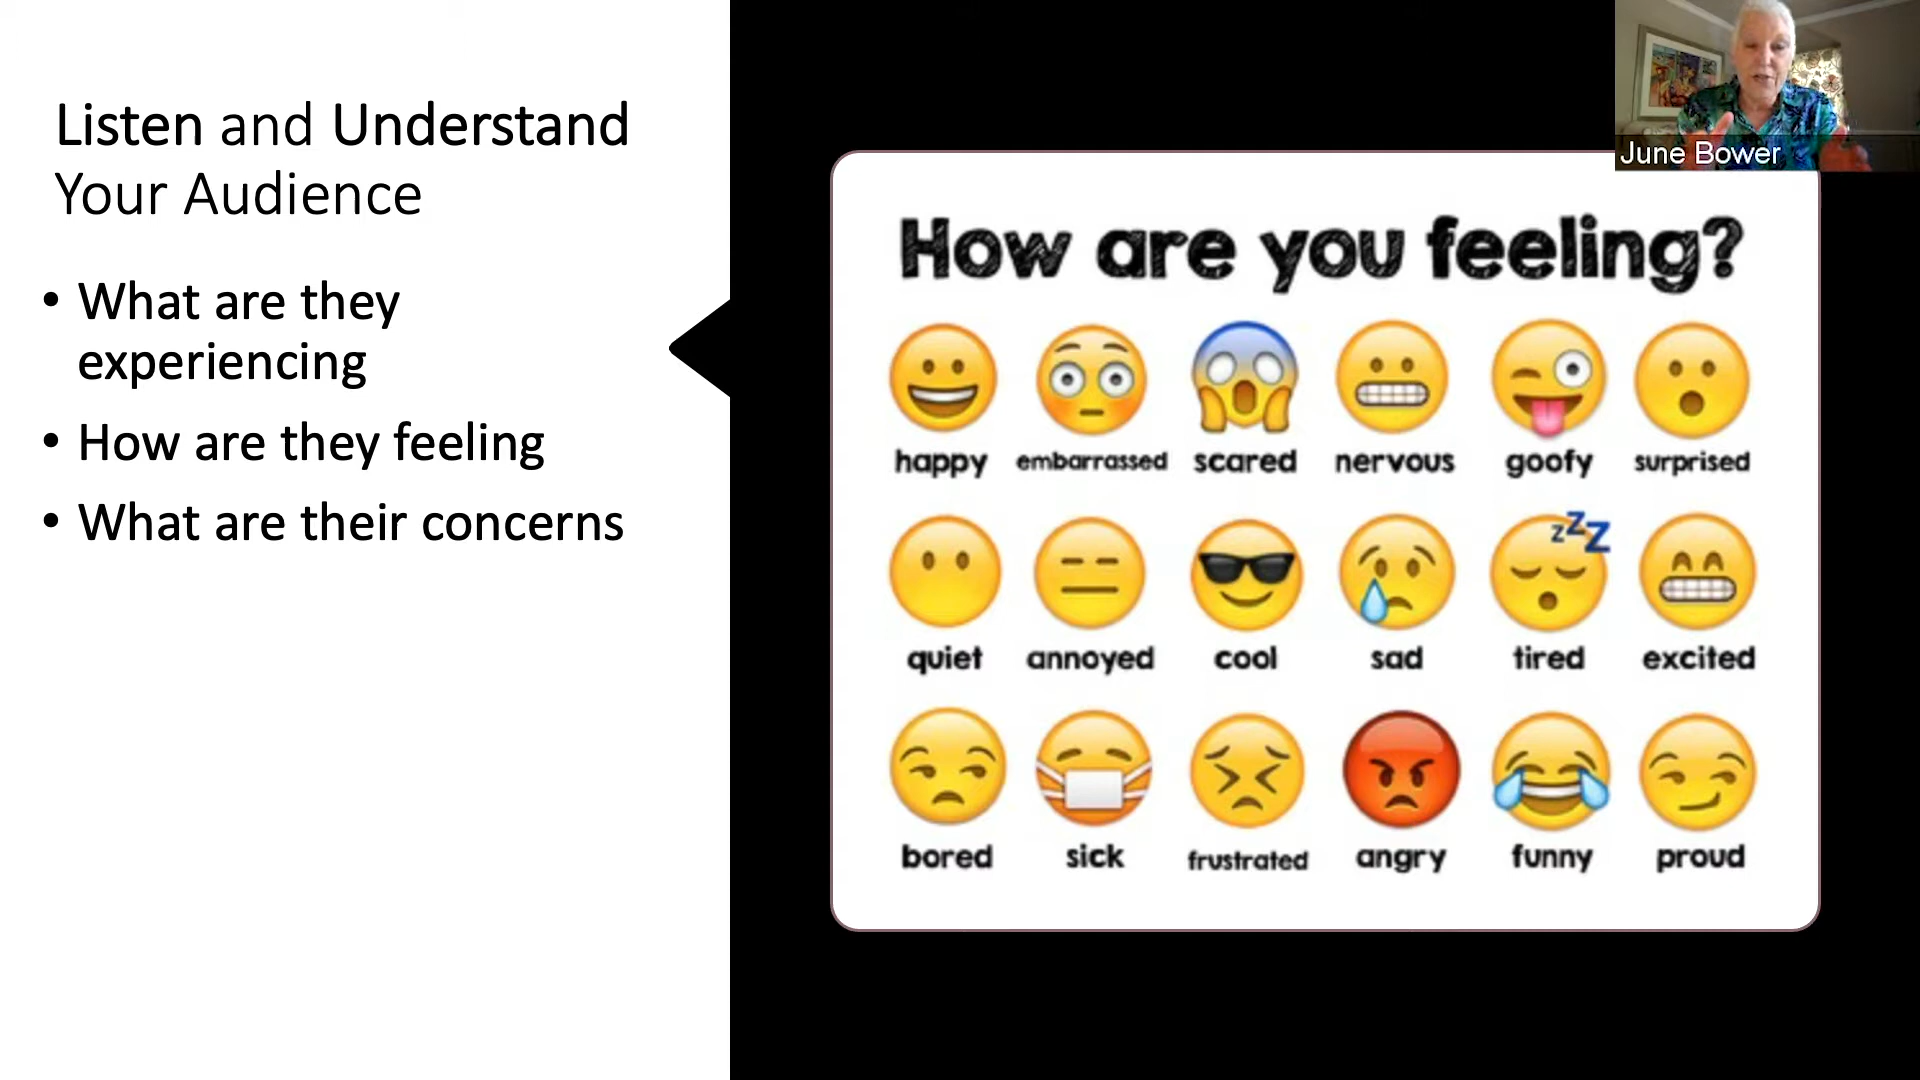 Listen and Understand
Your Audience
• What are they
experiencing
• How are they feeling
• What are their concerns
June Bower
How are you feeling?
happy embarrassed scared nervous goofy surprised
zzZ
quiet annoyed cool sad tired excited
bored sick frustrated angry funny proud